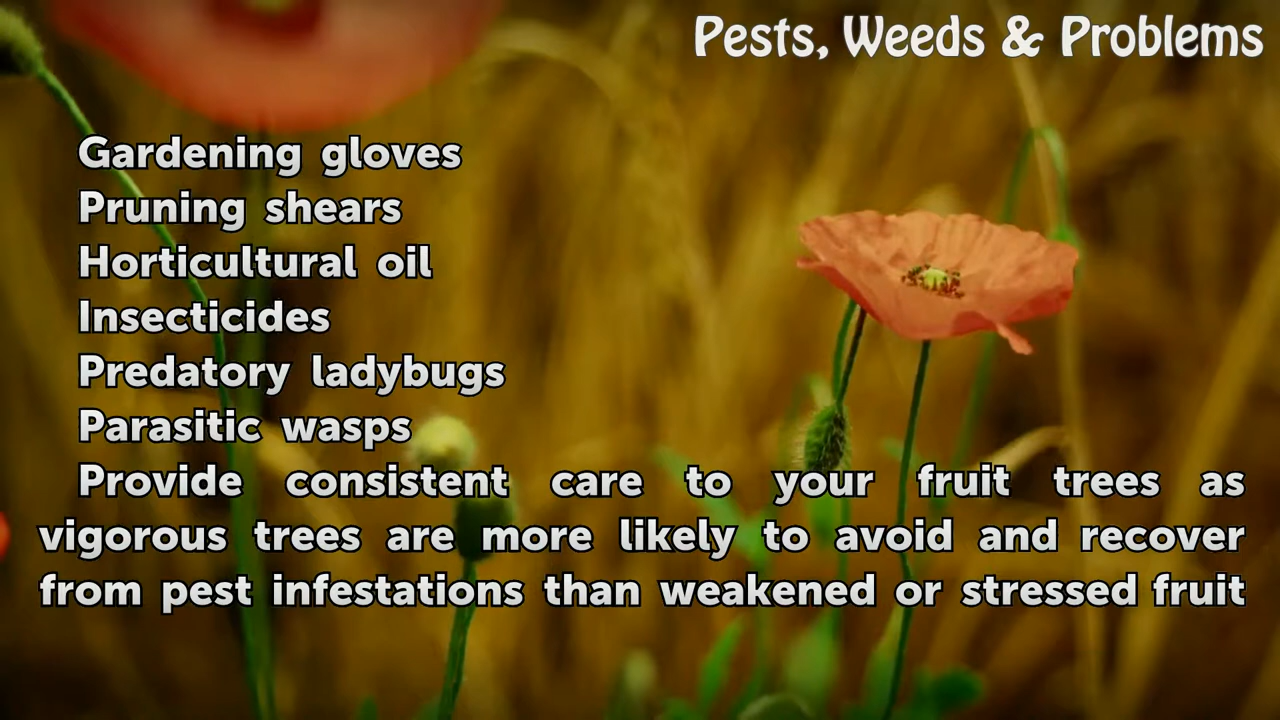 Pests, Weeds & Problems
Gardening gloves
Pruning shears
Horticultural oil
Insecticides
Predatory ladybugs
Parasitic wasps
Provide consistent care to your fruit trees as
vigorous trees are more likely to avoid and recover
from pest infestations than weakened or stressed fruit